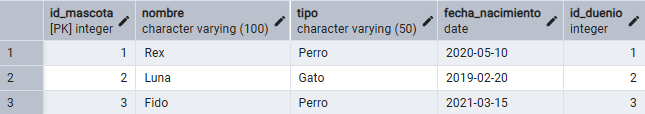 id_mascota nombre tipo fecha_nacimiento id_duenio
[PK] integer character varying (100) character varying (50) date integer
1 1 Rex Perro 2020-05-10 1
2 2 Luna Gato 2019-02-20 2
3 3 Fido Perro 2021-03-15 3